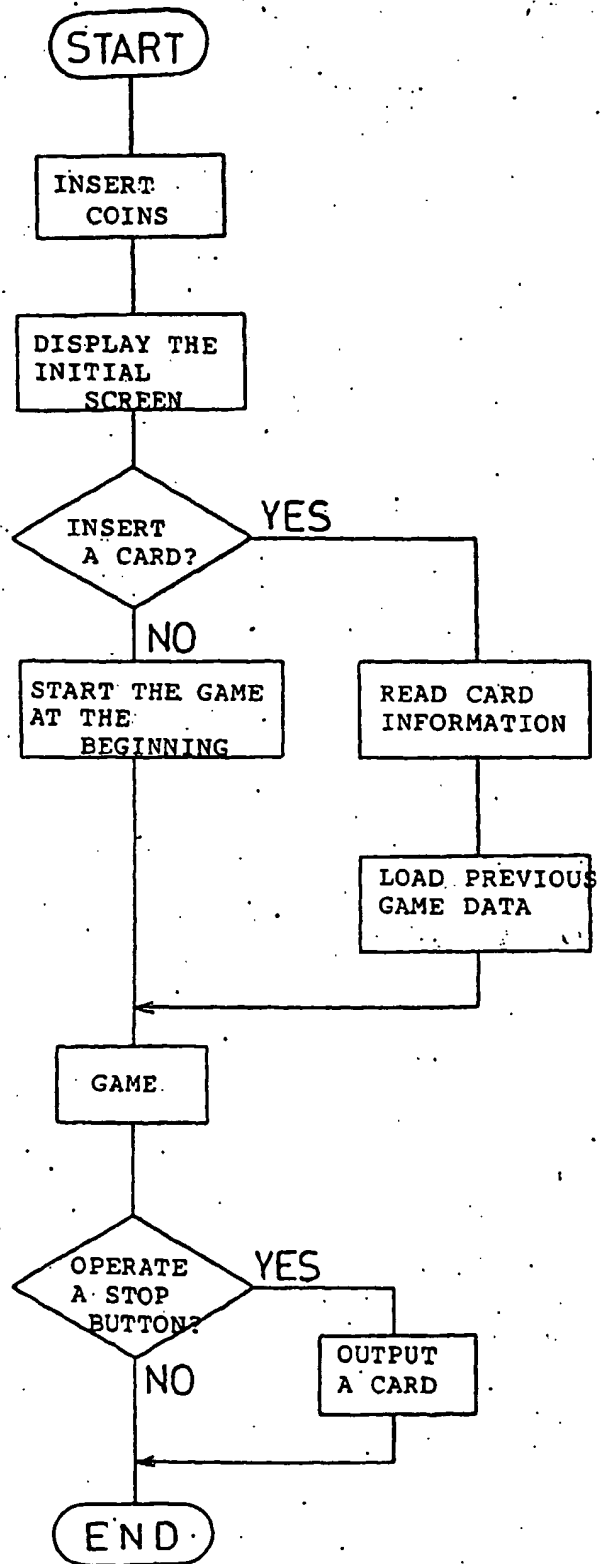 START
INSERT
COINS
DISPLAY THE
INITIAL
SCREEN
INSERT
A CARD?
YES
NO
START THE GAME
AT THE
BEGINNING
READ CARD
INFORMATION
LOAD PREVIOUS
GAME DATA
GAME
OPERATE
A STOP
BUTTON?
YES
NO
OUTPUT
A CARD
END